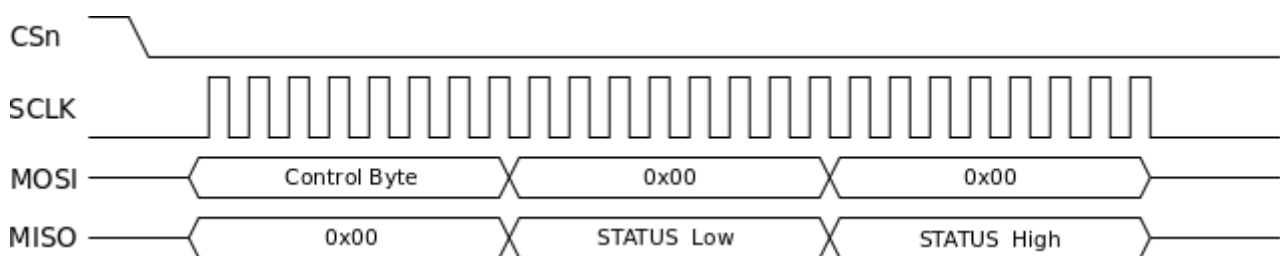 CSn
SCLK
MOSI Control Byte 0x00 0x00
MISO 0x00 STATUS Low STATUS High